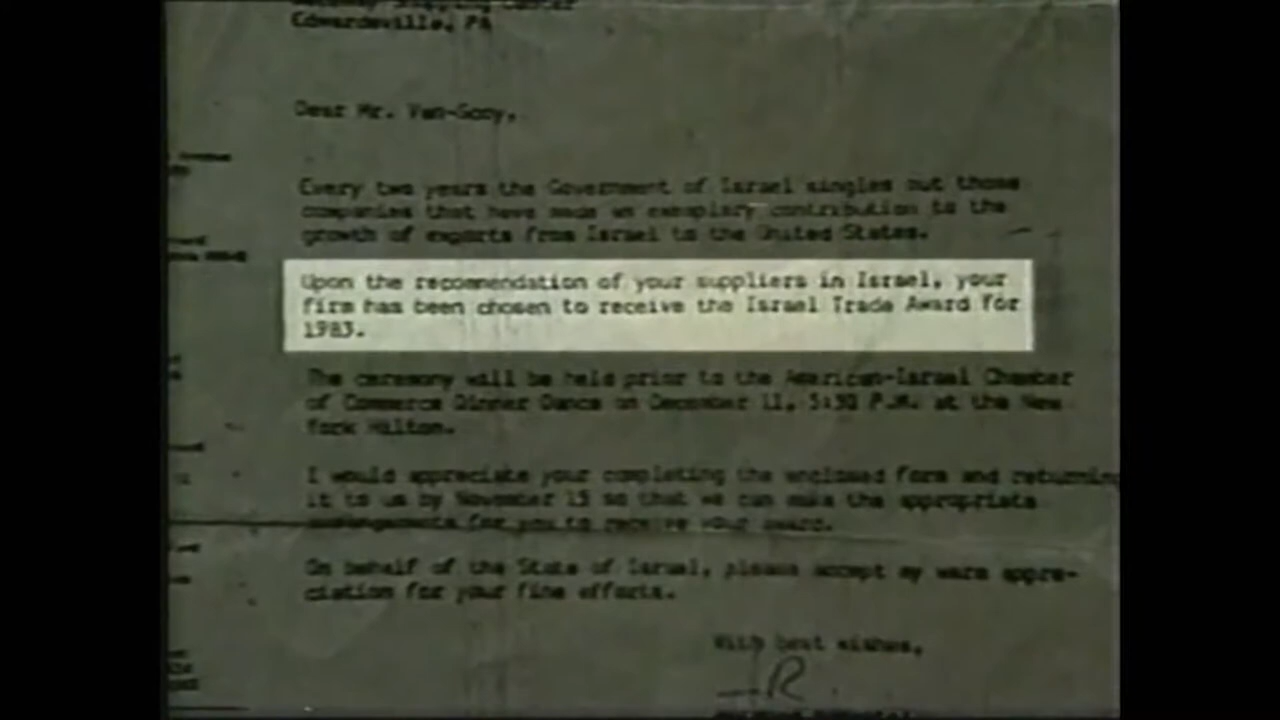 Edwardsville, PA
Dear Mr. Van-Gosy,
Every two years the Government of Israel singles out those
companies that have made an exemplary contribution to the
growth of exports from Israel to the United States.
Upon the recommendation of your suppliers in Israel, your
firm has been chosen to receive the Israel Trade Award for
1983.
The ceremony will be held prior to the American-Israel Chamber
of Commerce Dinner Dance on December 11, 5:30 P.M. at the New
York Hilton.
I would appreciate your completing the enclosed form and returning
it to us by November 15 so that we can make the appropriate
arrangements for you to receive your award.
On behalf of the State of Israel, please accept my warm appre-
ciation for your fine efforts.
With best wishes,